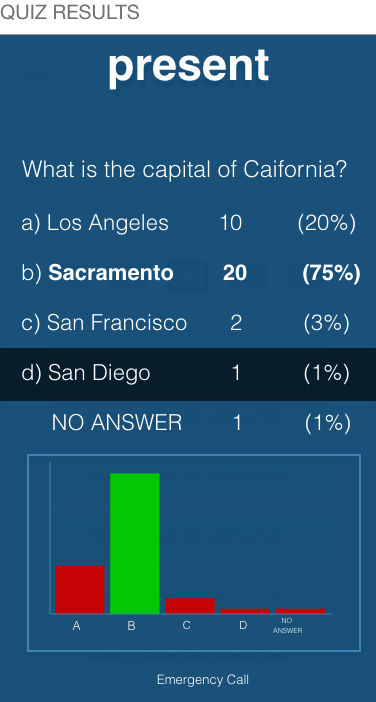 QUIZ RESULTS
present
What is the capital of Caifornia?
a) Los Angeles 10 (20%)
b) Sacramento 20 (75%)
c) San Francisco 2 (3%)
d) San Diego 1 (1%)
NO ANSWER 1 (1%)
A B C D NO ANSWER
Emergency Call